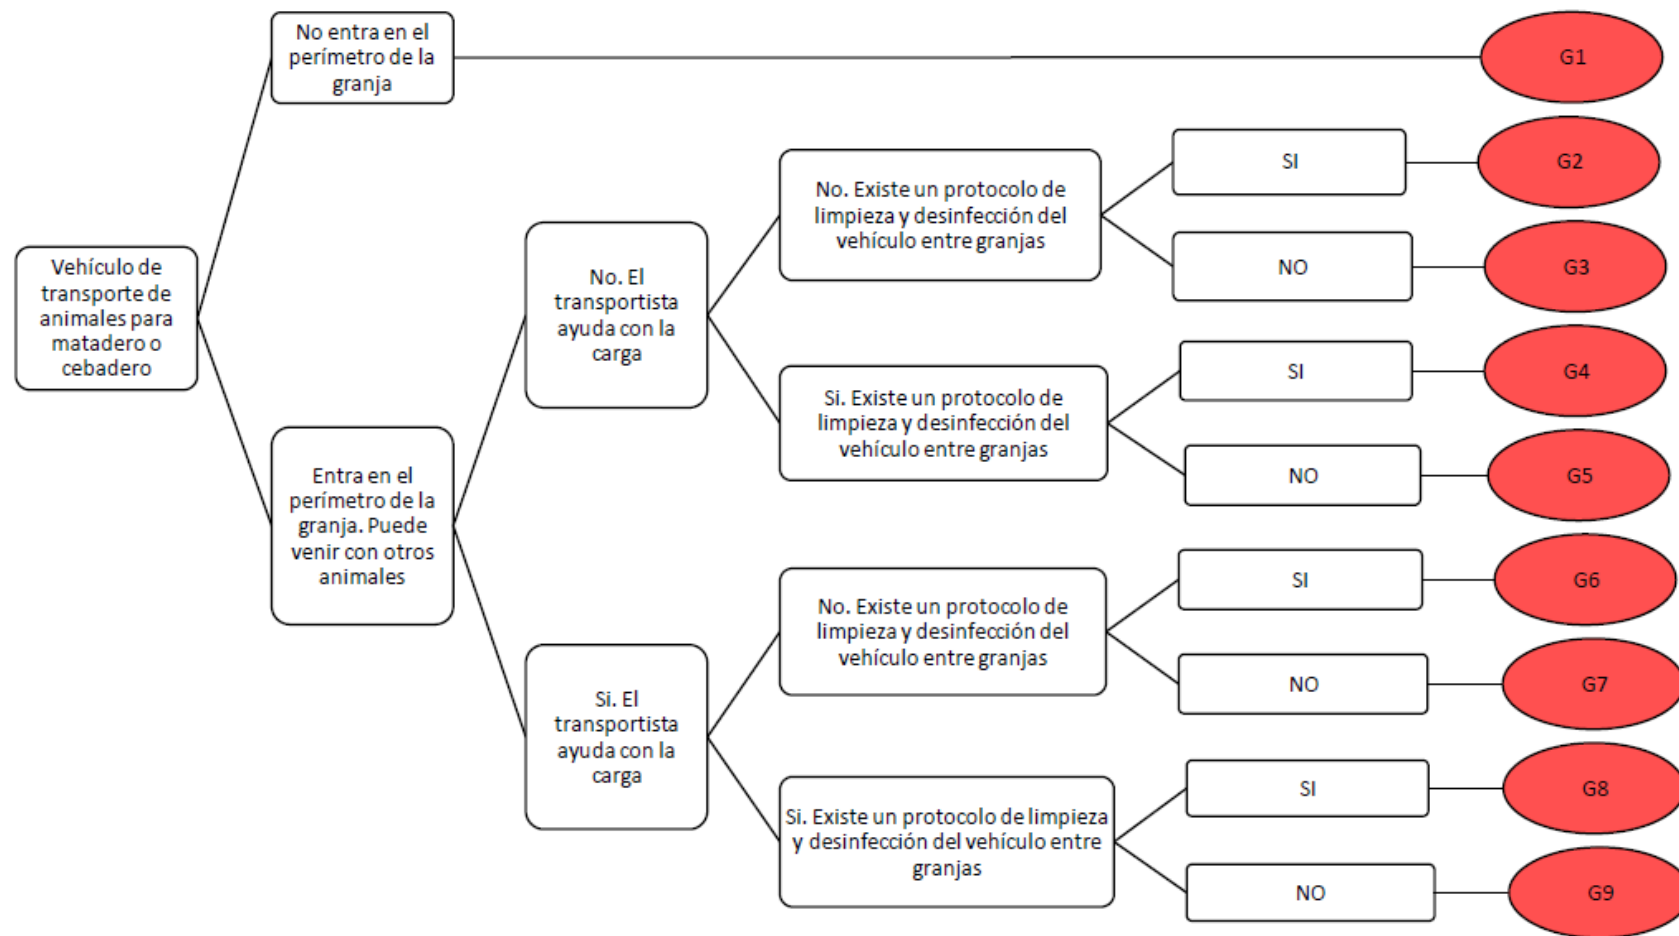 No entra en el
perímetro de la
granja
G1
Vehículo de
transporte de
animales para
matadero o
cebadero
Entra en el
perímetro de la
granja. Puede
venir con otros
animales
No. El
transportista
ayuda con la
carga
No. Existe un protocolo de
limpieza y desinfección del
vehículo entre granjas
SI
G2
NO
G3
Si. Existe un protocolo de
limpieza y desinfección del
vehículo entre granjas
SI
G4
NO
G5
Si. El
transportista
ayuda con la
carga
No. Existe un protocolo de
limpieza y desinfección del
vehículo entre granjas
SI
G6
NO
G7
Si. Existe un protocolo de limpieza
y desinfección del vehículo entre
granjas
SI
G8
NO
G9